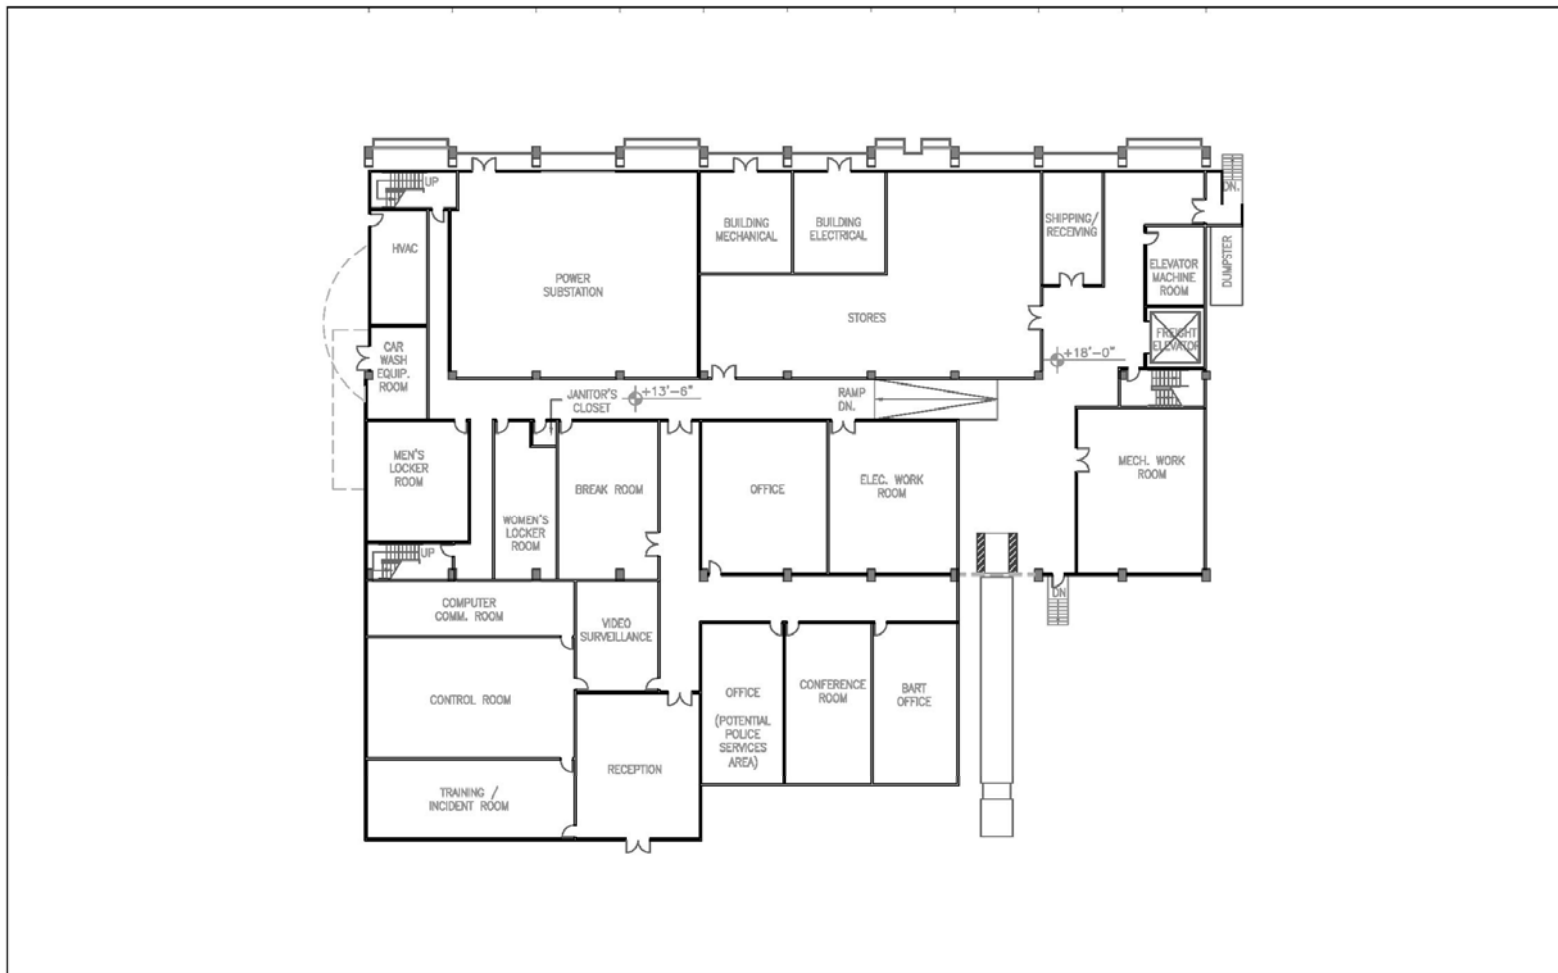 UP
DN.
HVAC
POWER
SUBSTATION
BUILDING
MECHANICAL
BUILDING
ELECTRICAL
SHIPPING/
RECEIVING
ELEVATOR
MACHINE
ROOM
DUMPSTER
STORES
FREIGHT
ELEVATOR
+18'-0"
CAR
WASH
EQUIP.
ROOM
JANITOR'S
CLOSET
+13'-6"
RAMP
DN.
MEN'S
LOCKER
ROOM
WOMEN'S
LOCKER
ROOM
BREAK ROOM
OFFICE
ELEC. WORK
ROOM
MECH. WORK
ROOM
UP
DN
COMPUTER
COMM. ROOM
VIDEO
SURVEILLANCE
CONTROL ROOM
OFFICE
(POTENTIAL
POLICE
SERVICES
AREA)
CONFERENCE
ROOM
BART
OFFICE
RECEPTION
TRAINING /
INCIDENT ROOM